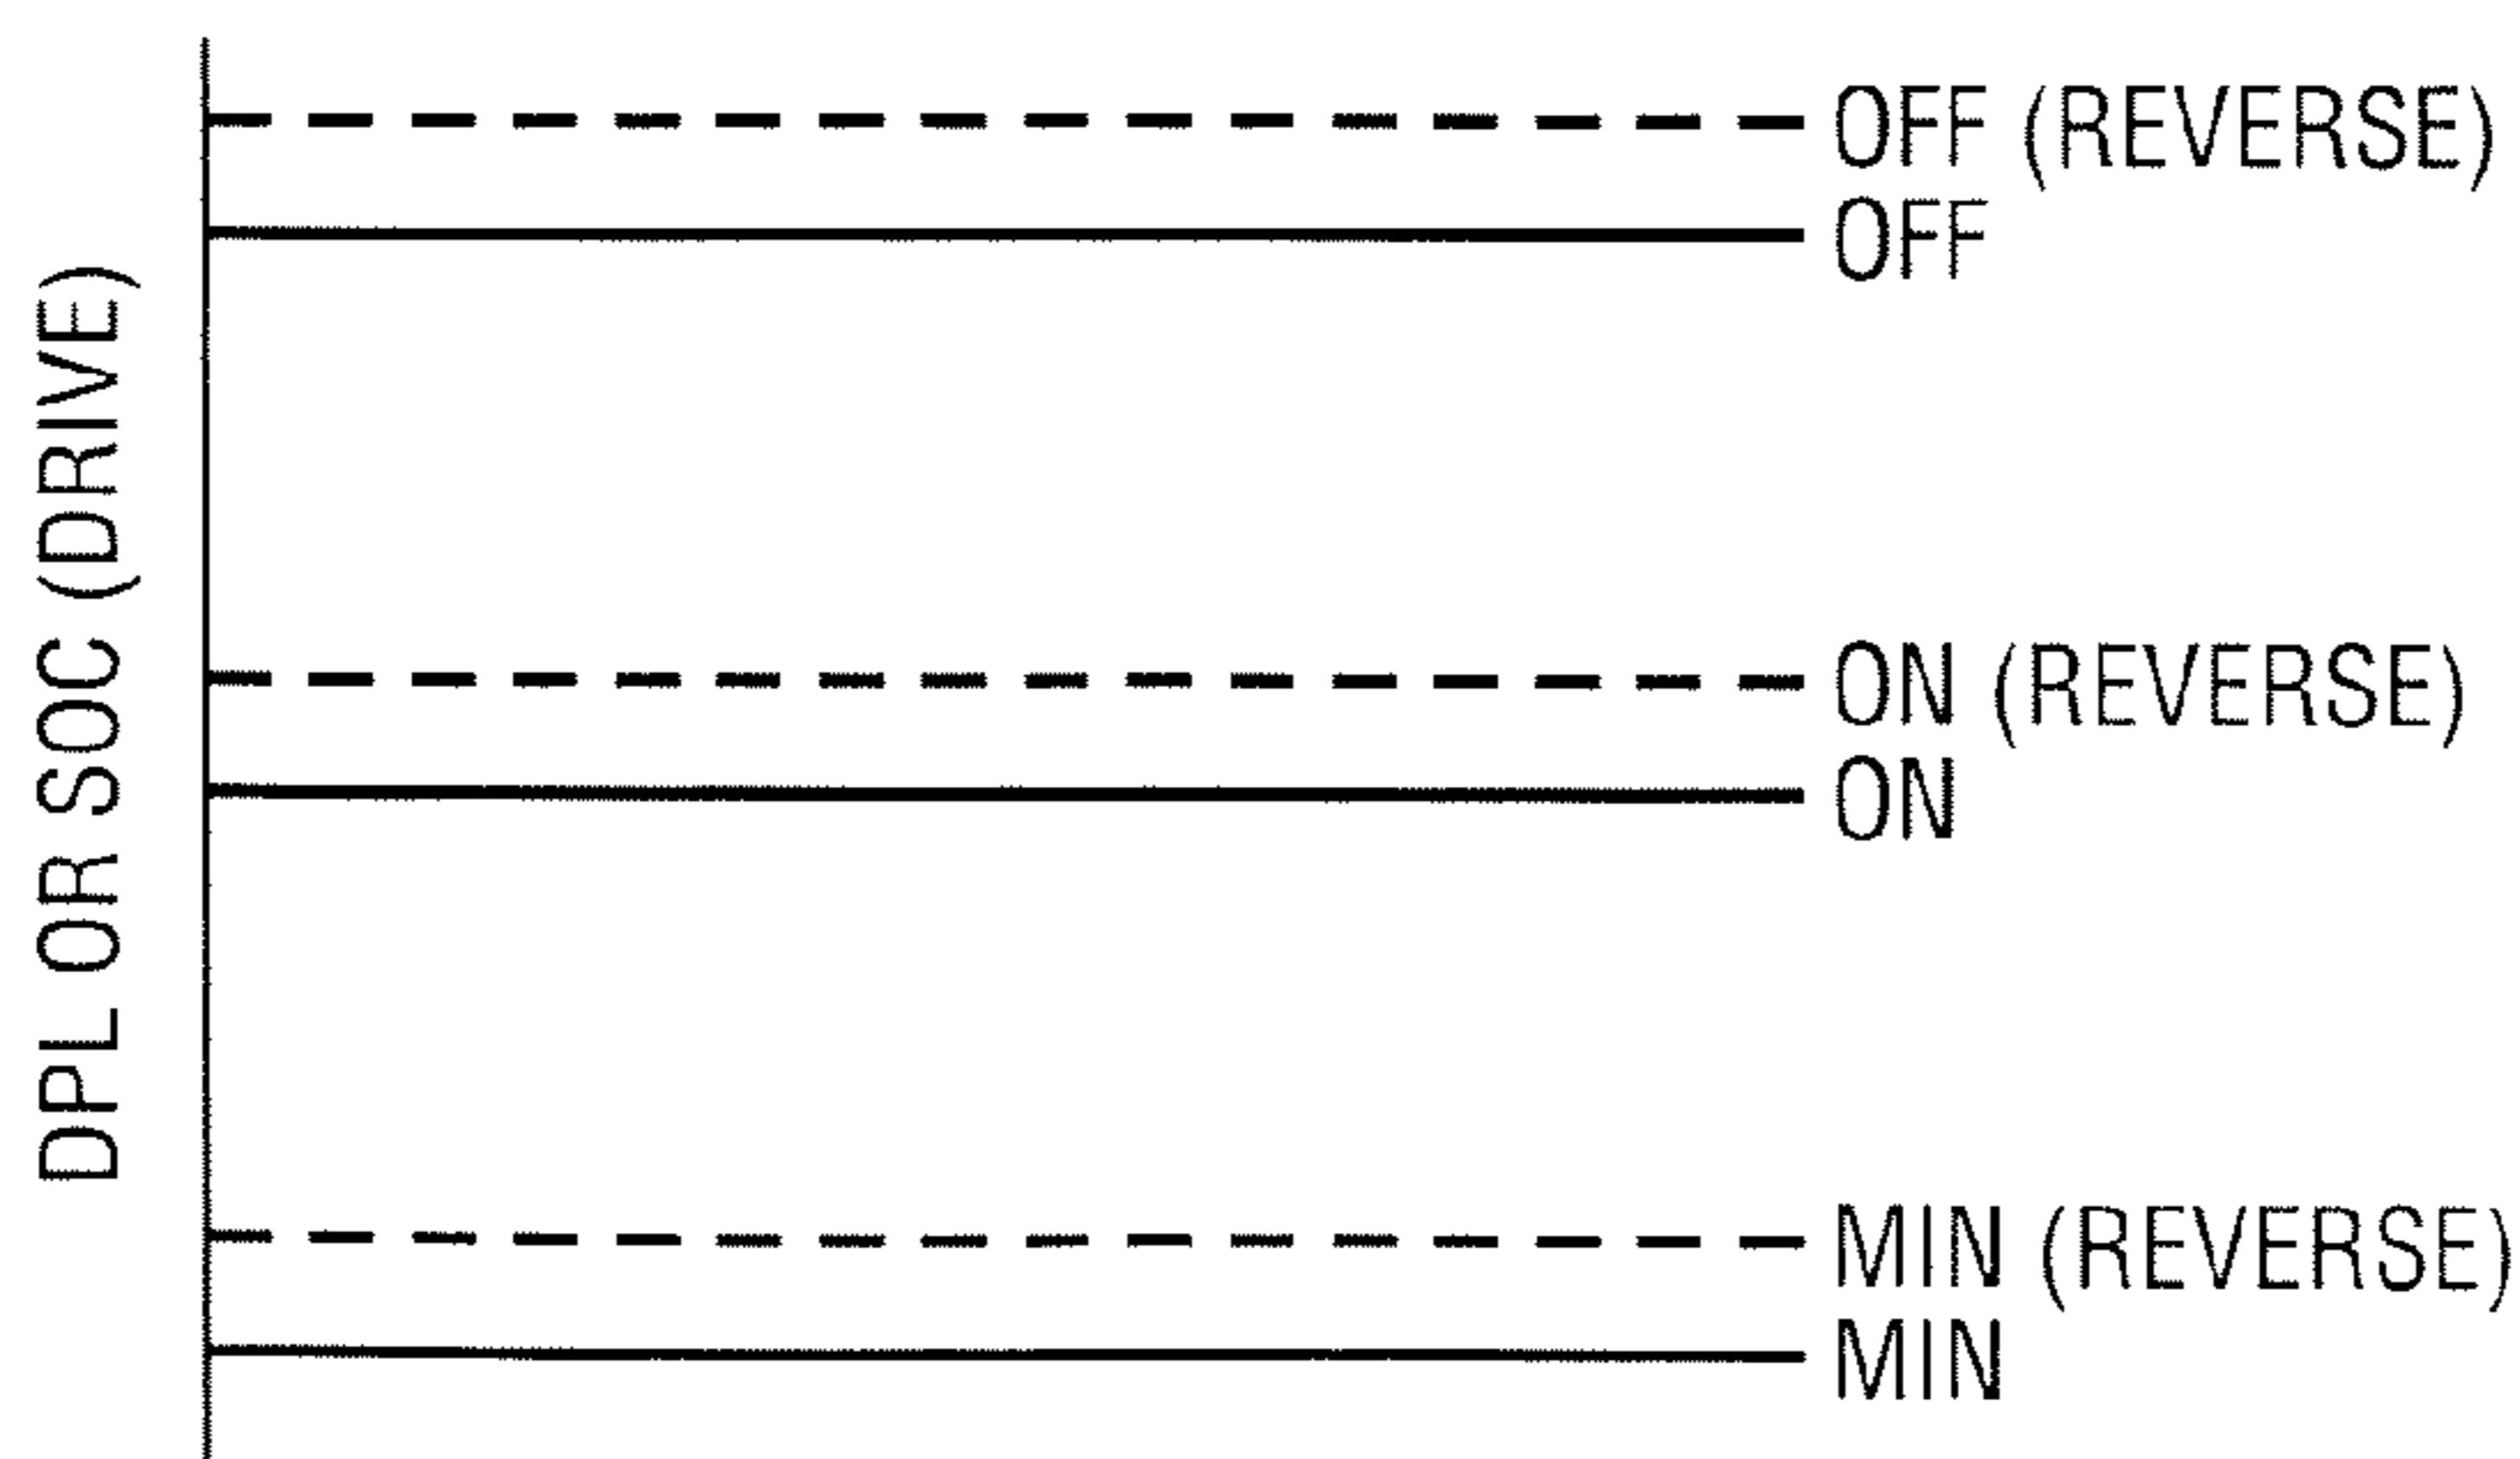 DPL OR SOC (DRIVE)
OFF (REVERSE)
OFF
ON (REVERSE)
ON
MIN (REVERSE)
MIN